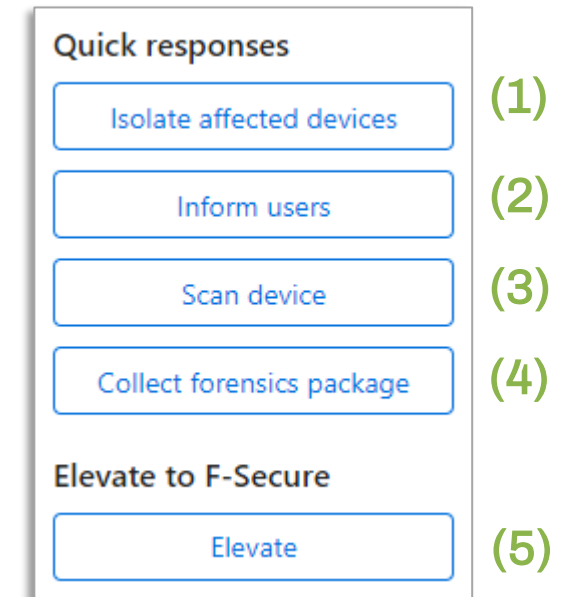 Quick responses
Isolate affected devices (1)
Inform users (2)
Scan device (3)
Collect forensics package (4)
Elevate to F-Secure
Elevate (5)